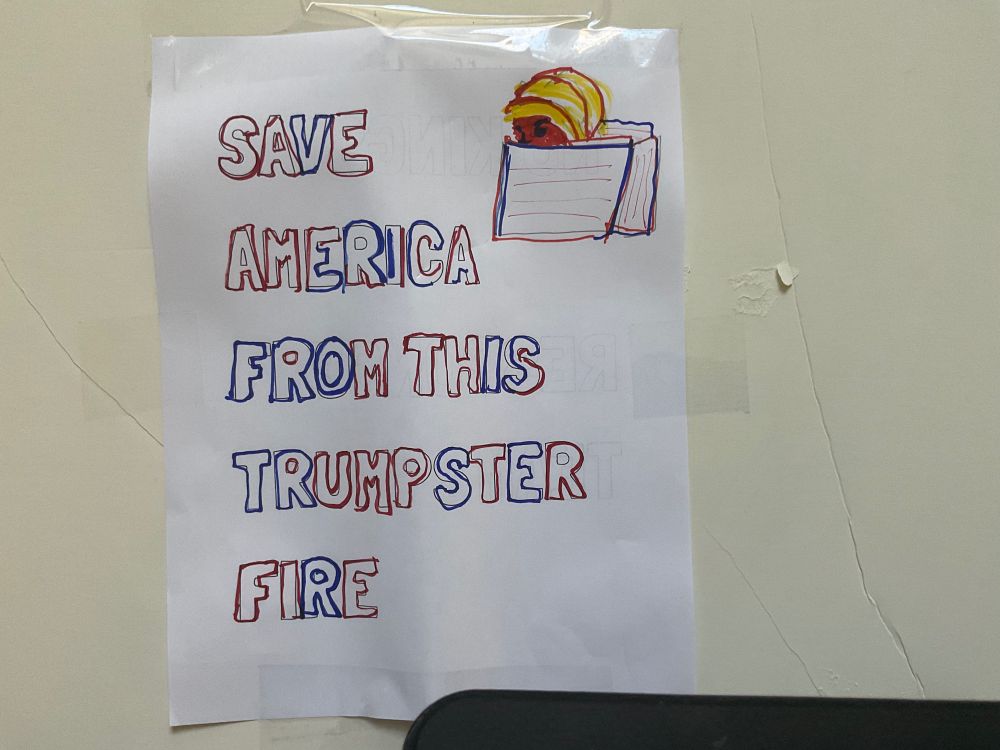 SAVE
AMERICA
FROM THIS
TRUMPSTER
FIRE